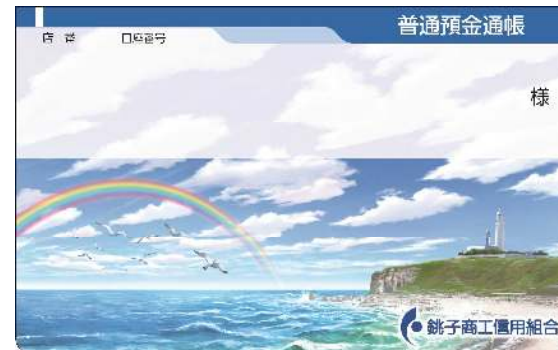 普通預金通帳
店番 口座番号
様
銚子商工信用組合